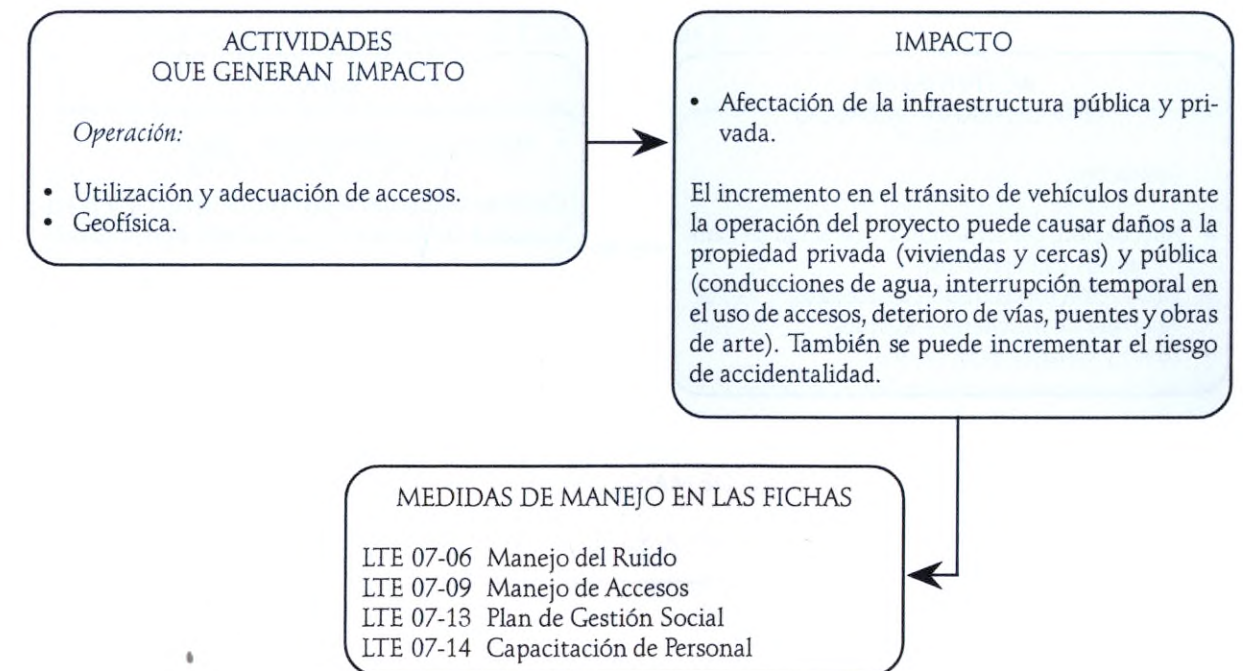 ACTIVIDADES
QUE GENERAN IMPACTO
Operación:
• Utilización y adecuación de accesos.
• Geofísica.
IMPACTO
• Afectación de la infraestructura pública y pri-
vada.
El incremento en el tránsito de vehículos durante
la operación del proyecto puede causar daños a la
propiedad privada (viviendas y cercas) y pública
(conducciones de agua, interrupción temporal en
el uso de accesos, deterioro de vías, puentes y obras
de arte). También se puede incrementar el riesgo
de accidentalidad.
MEDIDAS DE MANEJO EN LAS FICHAS
LTE 07-06 Manejo del Ruido
LTE 07-09 Manejo de Accesos
LTE 07-13 Plan de Gestión Social
LTE 07-14 Capacitación de Personal